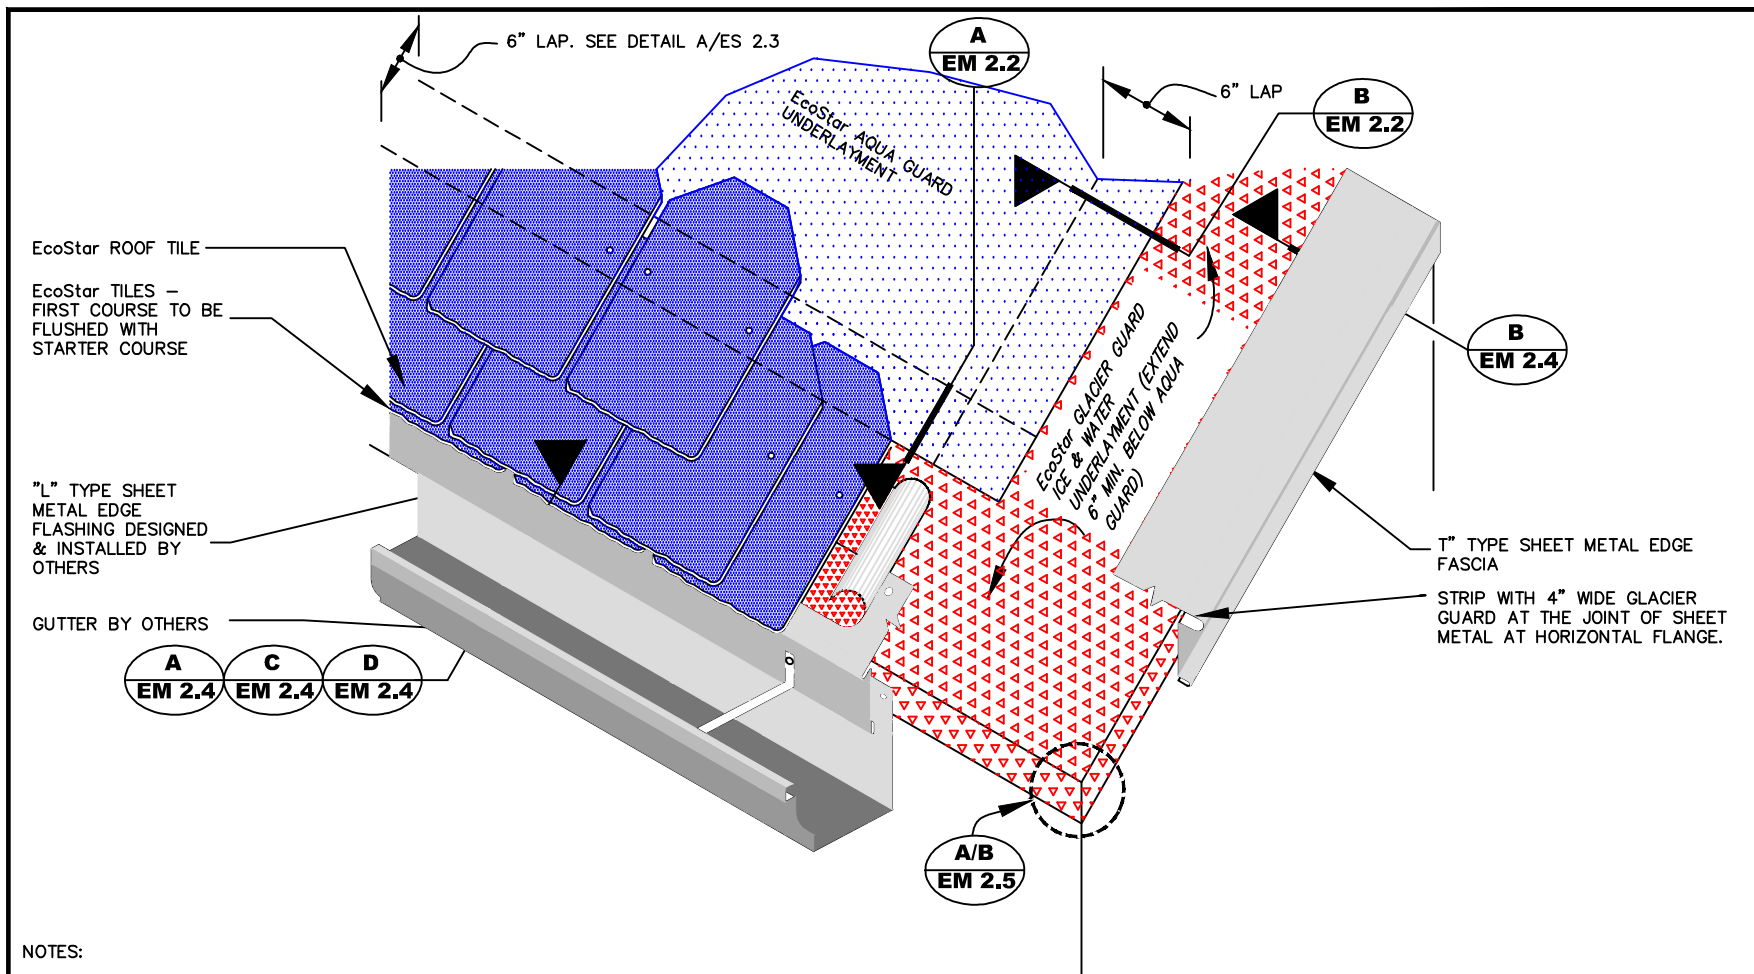 6" LAP. SEE DETAIL A/ES 2.3
A
EM 2.2
6" LAP
B
EM 2.2
EcoStar AQUA GUARD
UNDERLAYMENT
EcoStar ROOF TILE
EcoStar TILES –
FIRST COURSE TO BE
FLUSHED WITH
STARTER COURSE
B
EM 2.4
EcoStar GLACIER GUARD
ICE & WATER
UNDERLAYMENT (EXTEND
6" MIN. BELOW AQUA
GUARD)
"L" TYPE SHEET
METAL EDGE
FLASHING DESIGNED
& INSTALLED BY
OTHERS
T" TYPE SHEET METAL EDGE
FASCIA
STRIP WITH 4" WIDE GLACIER
GUARD AT THE JOINT OF SHEET
METAL AT HORIZONTAL FLANGE.
GUTTER BY OTHERS
A
EM 2.4
C
EM 2.4
D
EM 2.4
A/B
EM 2.5
NOTES: